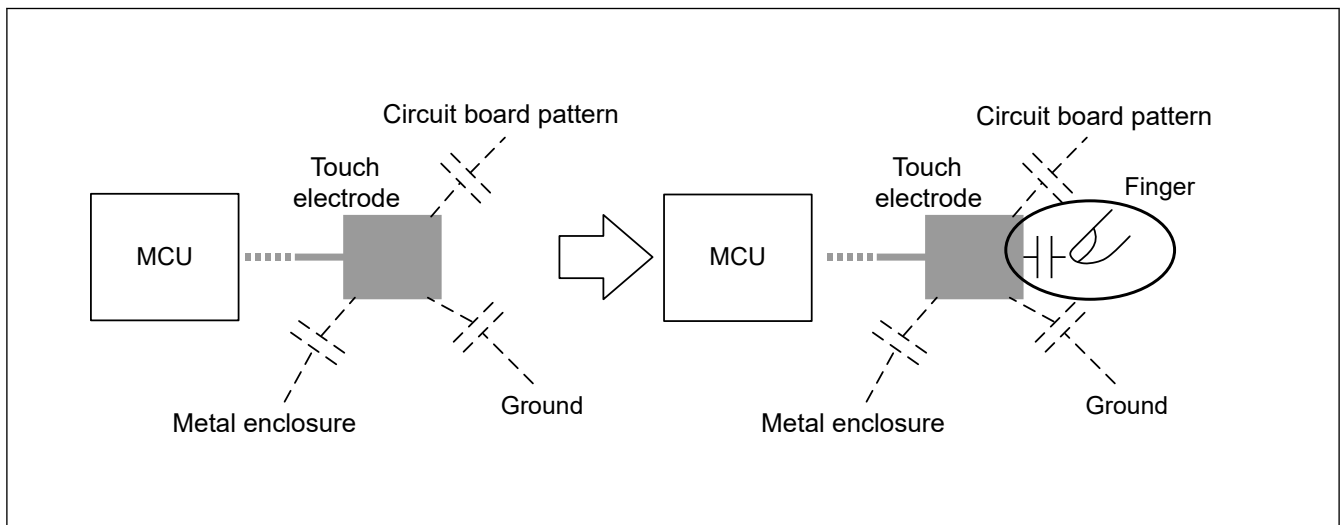 Circuit board pattern
Touch
electrode
MCU
Metal enclosure
Ground
Circuit board pattern
Touch
electrode
Finger
MCU
Metal enclosure
Ground